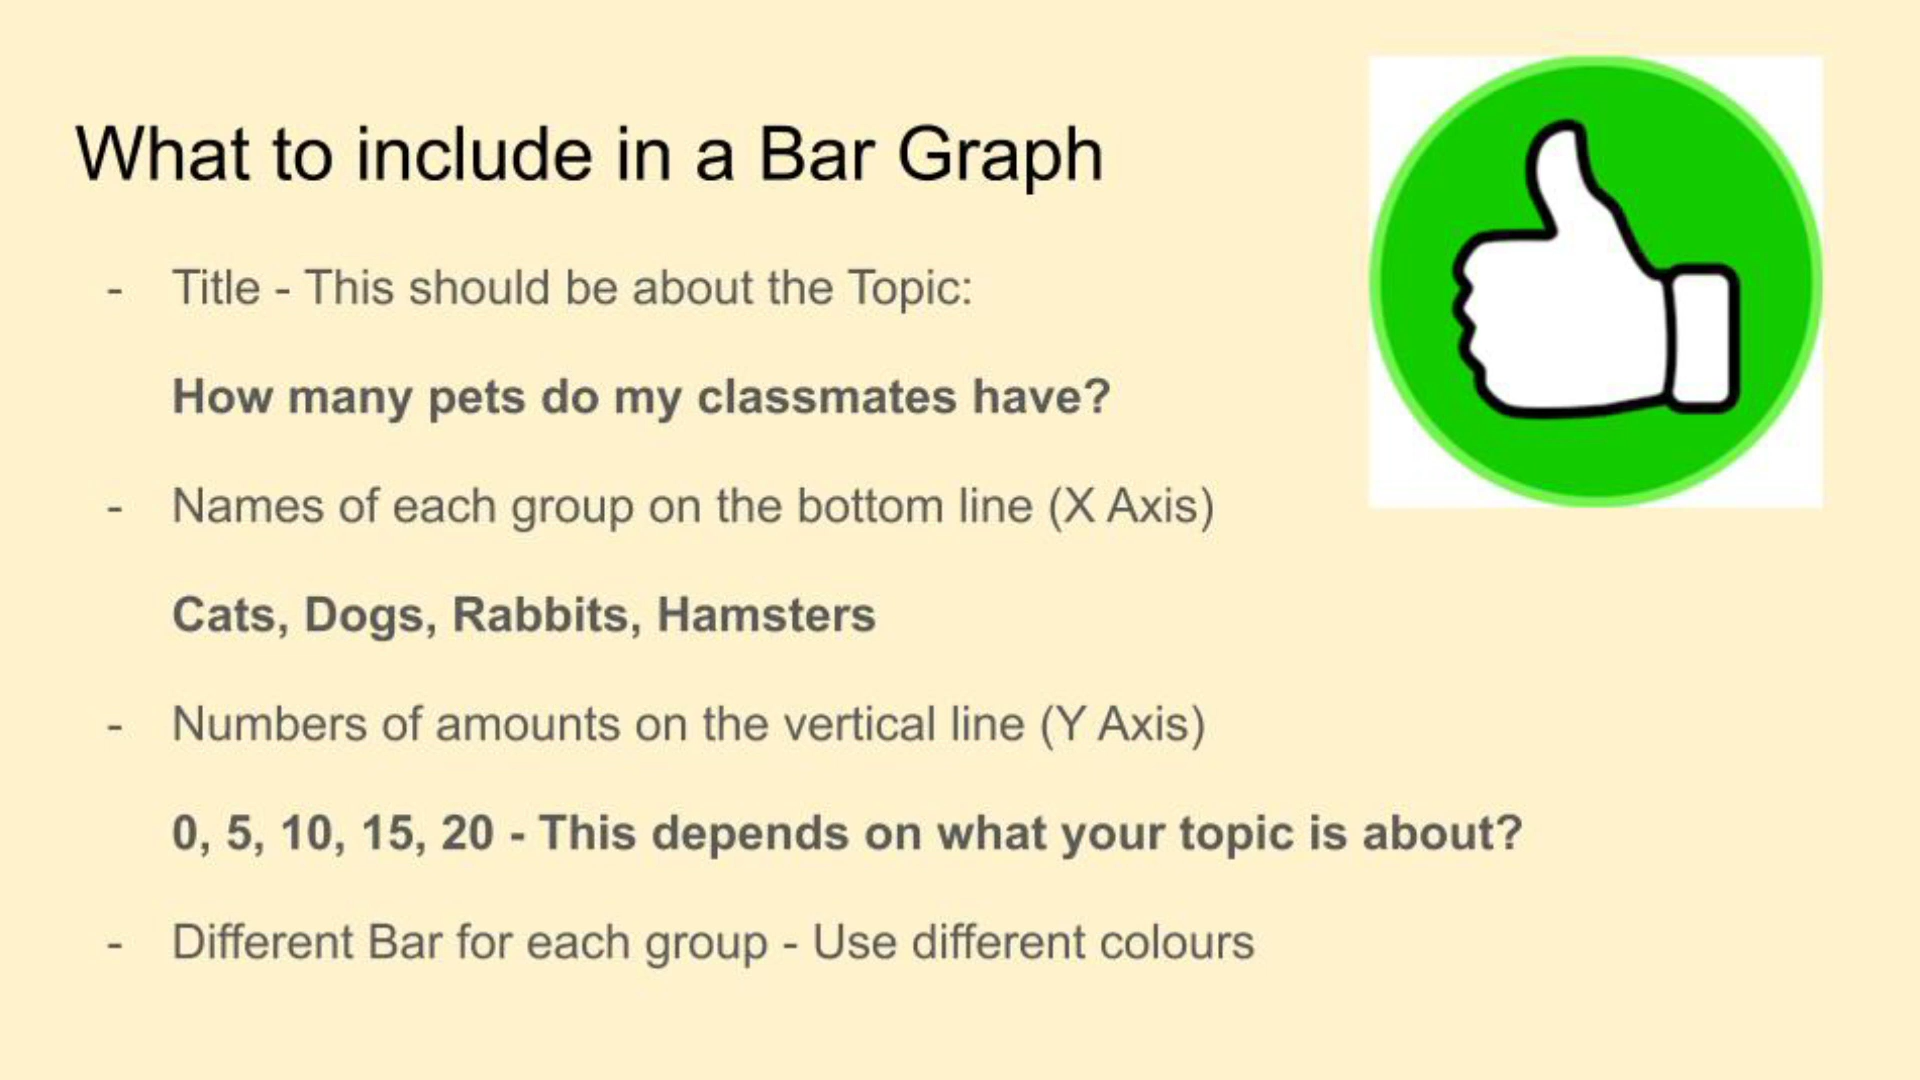 What to include in a Bar Graph
- Title - This should be about the Topic:
How many pets do my classmates have?
- Names of each group on the bottom line (X Axis)
Cats, Dogs, Rabbits, Hamsters
- Numbers of amounts on the vertical line (Y Axis)
0, 5, 10, 15, 20 - This depends on what your topic is about?
- Different Bar for each group - Use different colours